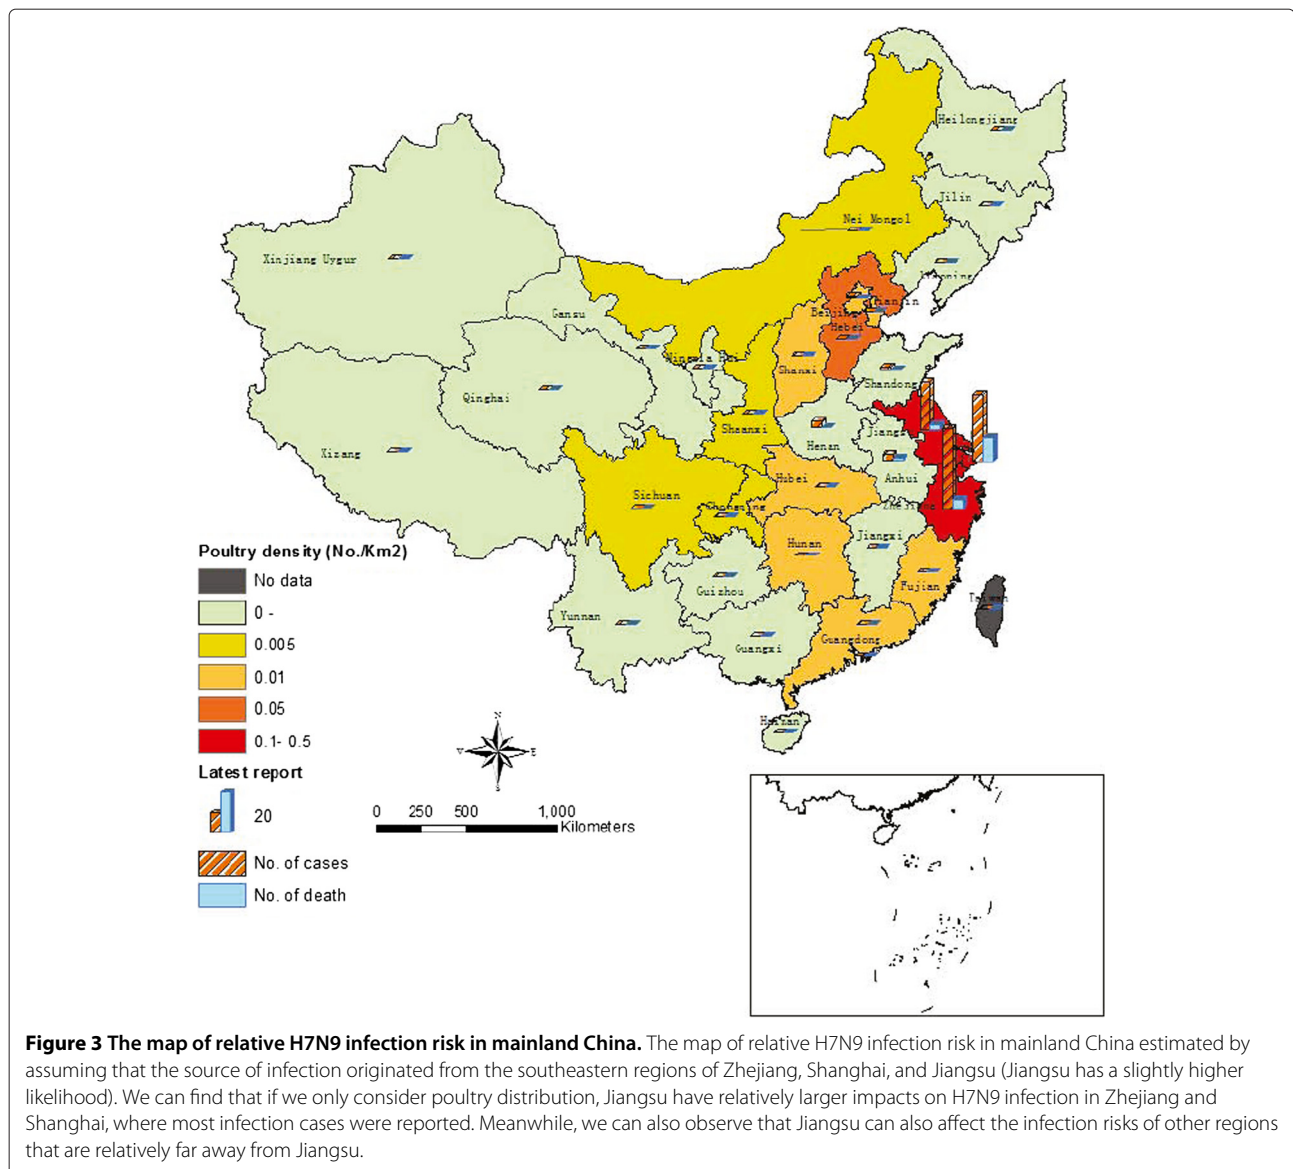 Heilongjiang
Jilin
Nei Mongol
Xinjiang Uygur
Gansu
Beijing
Tianjin
Hebei
Shanxi
Shandong
Qinghai
Shaanxi
Henan
Anhui
Xizang
Hubei
Sichuan
Hunan
Jiangxi
Guizhou
Fujian
Taiwan
Yunnan
Guangdong
Guangxi
Hainan
Poultry density (No./Km2)
No data
0 -
0.005
0.01
0.05
0.1- 0.5
Latest report
20
No. of cases
No. of death
N
E
S
0 250 500 1,000
Kilometers
Figure 3 The map of relative H7N9 infection risk in mainland China. The map of relative H7N9 infection risk in mainland China estimated by
assuming that the source of infection originated from the southeastern regions of Zhejiang, Shanghai, and Jiangsu (Jiangsu has a slightly higher
likelihood). We can find that if we only consider poultry distribution, Jiangsu have relatively larger impacts on H7N9 infection in Zhejiang and
Shanghai, where most infection cases were reported. Meanwhile, we can also observe that Jiangsu can also affect the infection risks of other regions
that are relatively far away from Jiangsu.